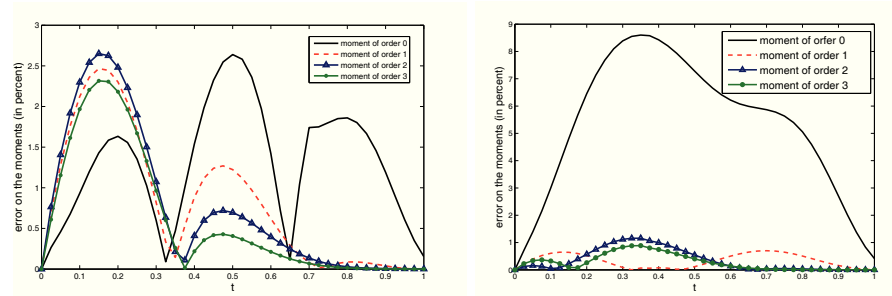 error on the moments (in percent)
3
2.5
2
1.5
1
0.5
0
0 0.1 0.2 0.3 0.4 0.5 0.6 0.7 0.8 0.9 1
t
moment of order 0
moment of order 1
moment of order 2
moment of order 3
error on the moments (in percent)
9
8
7
6
5
4
3
2
1
0
0 0.1 0.2 0.3 0.4 0.5 0.6 0.7 0.8 0.9 1
t
moment of orfer 0
moment of order 1
moment of order 2
moment of order 3